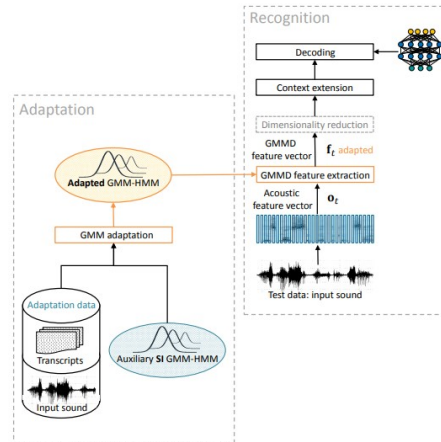 Recognition
Decoding
Context extension
Dimensionality reduction
GMMD
feature vector
f_t adapted
GMMD feature extraction
Acoustic
feature vector
o_t
Test data: input sound
Adaptation
Adapted GMM-HMM
GMM adaptation
Adaptation data
Transcripts
Input sound
Auxiliary SI GMM-HMM